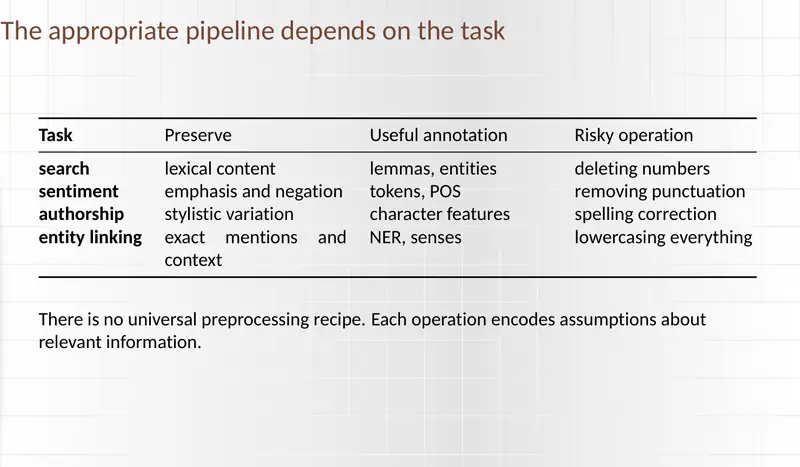 The appropriate pipeline depends on the task
Task Preserve Useful annotation Risky operation
search lexical content lemmas, entities deleting numbers
sentiment emphasis and negation tokens, POS removing punctuation
authorship stylistic variation character features spelling correction
entity linking exact mentions and NER, senses lowercasing everything
context
There is no universal preprocessing recipe. Each operation encodes assumptions about
relevant information.